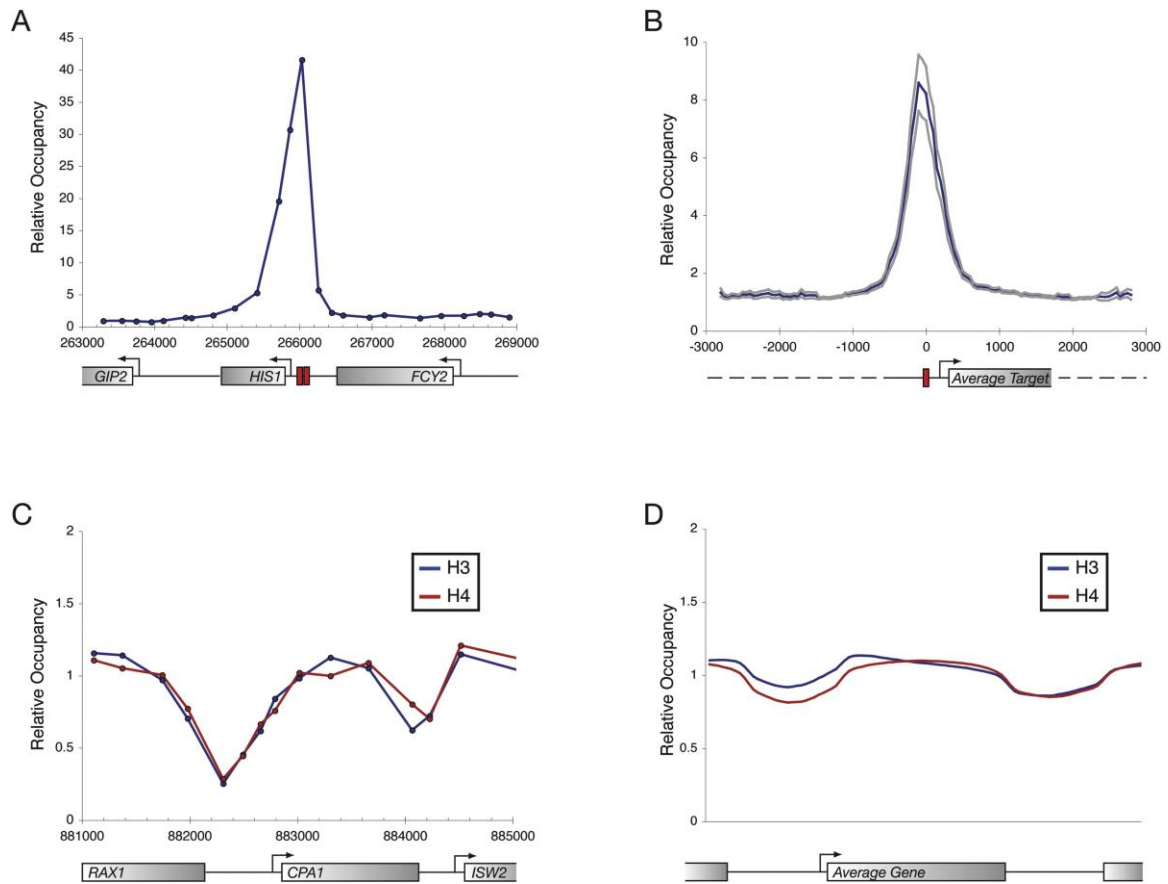 A
Relative Occupancy
45
40
35
30
25
20
15
10
5
0
263000 264000 265000 266000 267000 268000 269000
GIP2 HIS1 FCY2
B
Relative Occupancy
10
8
6
4
2
0
-3000 -2000 -1000 0 1000 2000 3000
Average Target
C
Relative Occupancy
2
1.5
1
0.5
0
H3
H4
881000 882000 883000 884000 885000
RAX1 CPA1 ISW2
D
Relative Occupancy
2
1.5
1
0.5
0
H3
H4
Average Gene